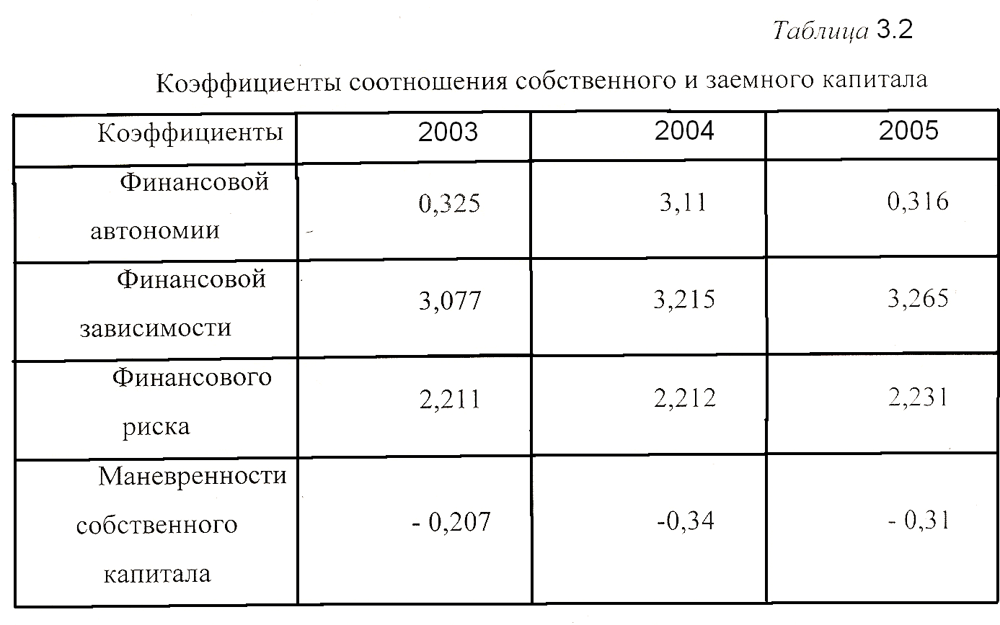 Таблица 3.2
Коэффициенты соотношения собственного и заемного капитала
Коэффициенты 2003 2004 2005
Финансовой
автономии
0,325 3,11 0,316
Финансовой
зависимости
3,077 3,215 3,265
Финансового
риска
2,211 2,212 2,231
Маневренности
собственного
капитала
- 0,207 -0,34 - 0,31